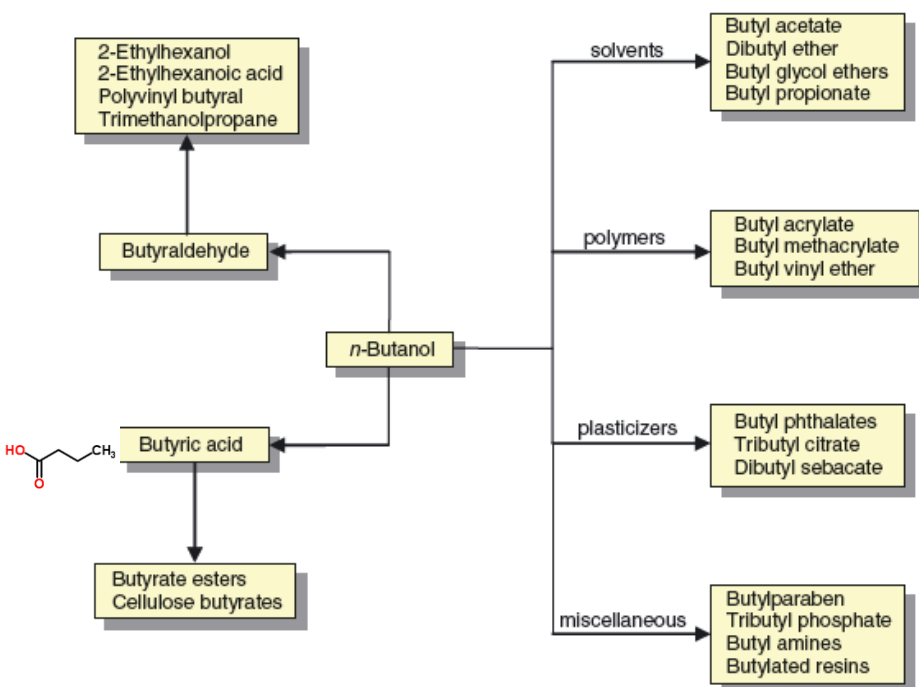 2-Ethylhexanol
2-Ethylhexanoic acid
Polyvinyl butyral
Trimethanolpropane
Butyraldehyde
n-Butanol
HO
O
CH3
Butyric acid
Butyrate esters
Cellulose butyrates
solvents
Butyl acetate
Dibutyl ether
Butyl glycol ethers
Butyl propionate
polymers
Butyl acrylate
Butyl methacrylate
Butyl vinyl ether
plasticizers
Butyl phthalates
Tributyl citrate
Dibutyl sebacate
miscellaneous
Butylparaben
Tributyl phosphate
Butyl amines
Butylated resins